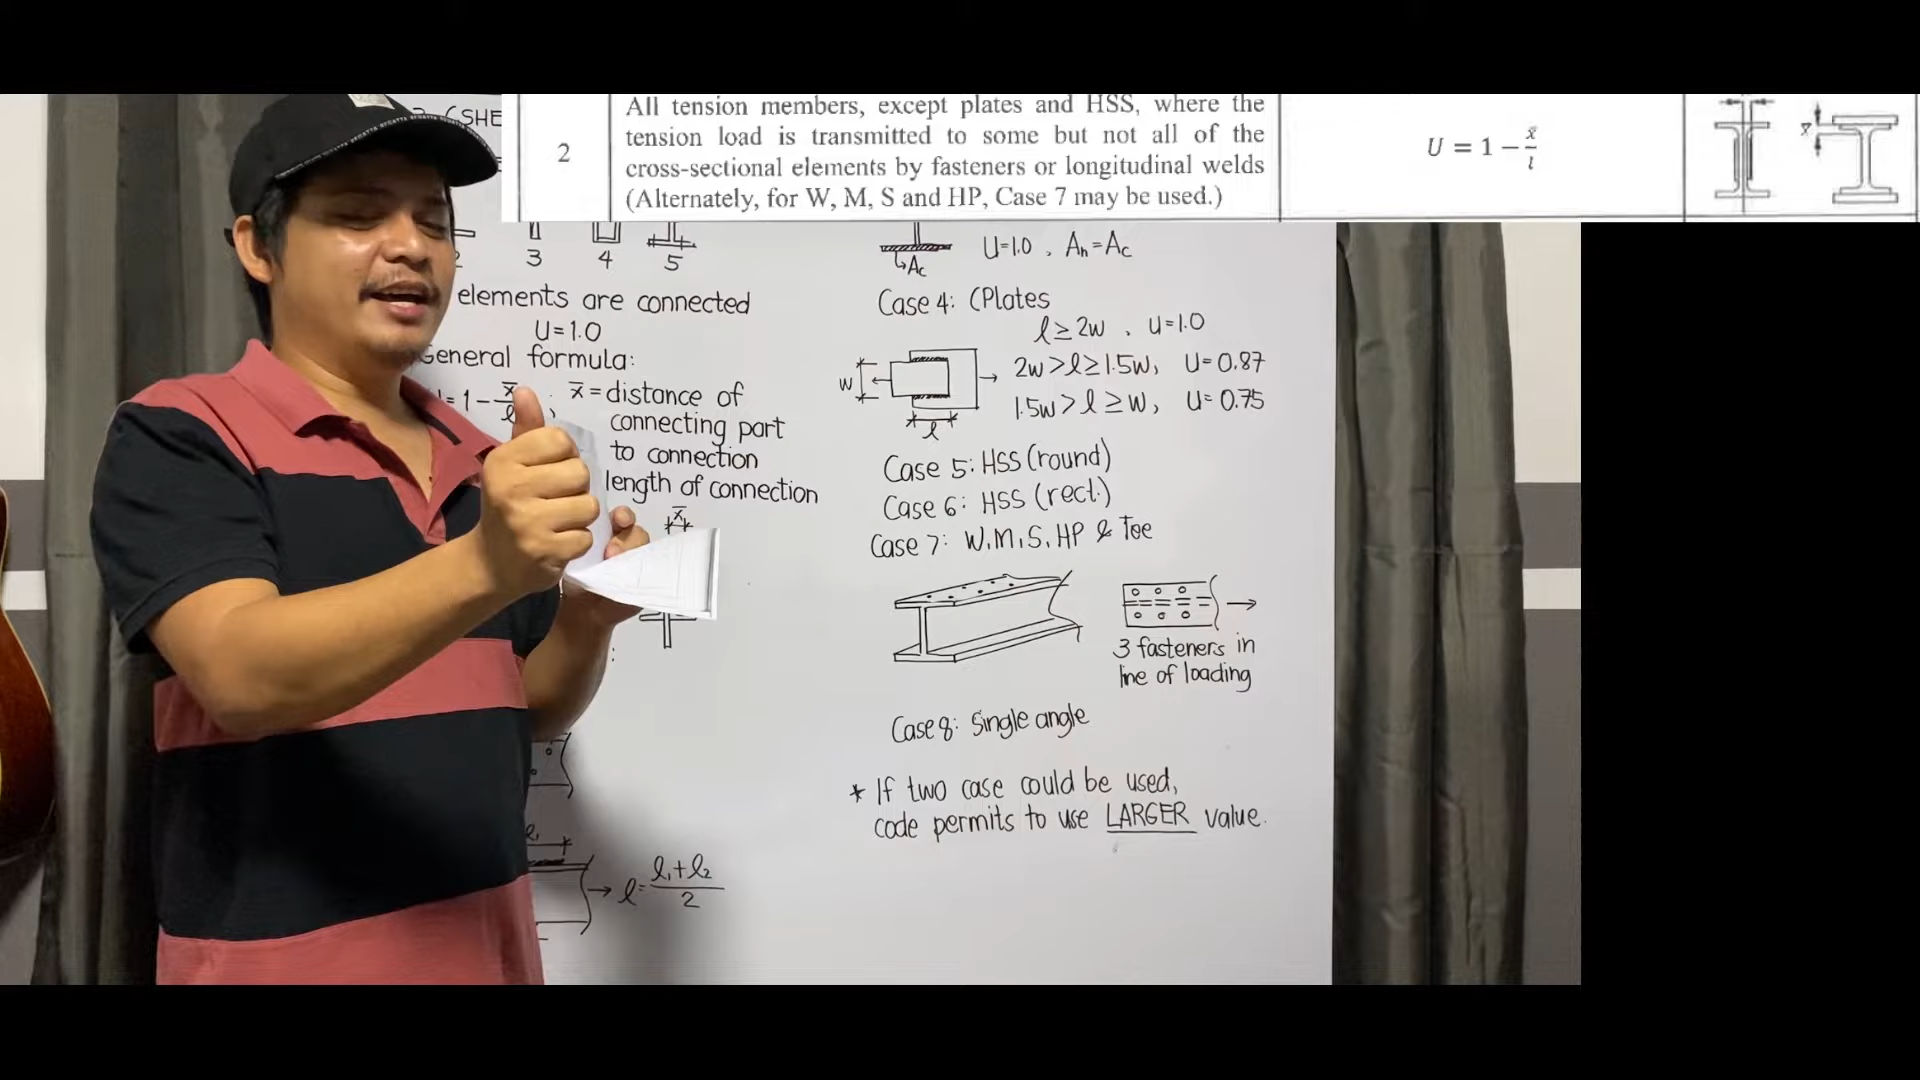 2
All tension members, except plates and HSS, where the
tension load is transmitted to some but not all of the
cross-sectional elements by fasteners or longitudinal welds
(Alternately, for W, M, S and HP, Case 7 may be used.)
U = 1 − x̄/l
x̄
(SHE
2 3 4 5
elements are connected
U=1.0
General formula:
= 1 − x̄/ℓ ; x̄ = distance of
connecting part
to connection
length of connection
x̄
:
ℓ₁
→ ℓ = ℓ₁+ℓ₂/2
U=1.0 , An=Ac
↳Ac
Case 4: (Plates
ℓ ≥ 2w , U=1.0
2w>ℓ≥1.5w, U=0.87
1.5w>ℓ≥w, U=0.75
w
ℓ
Case 5: HSS (round)
Case 6: HSS (rect.)
Case 7: W, M, S, HP & Tee
3 fasteners in
line of loading
Case 8: Single angle
* If two case could be used,
code permits to use LARGER value.